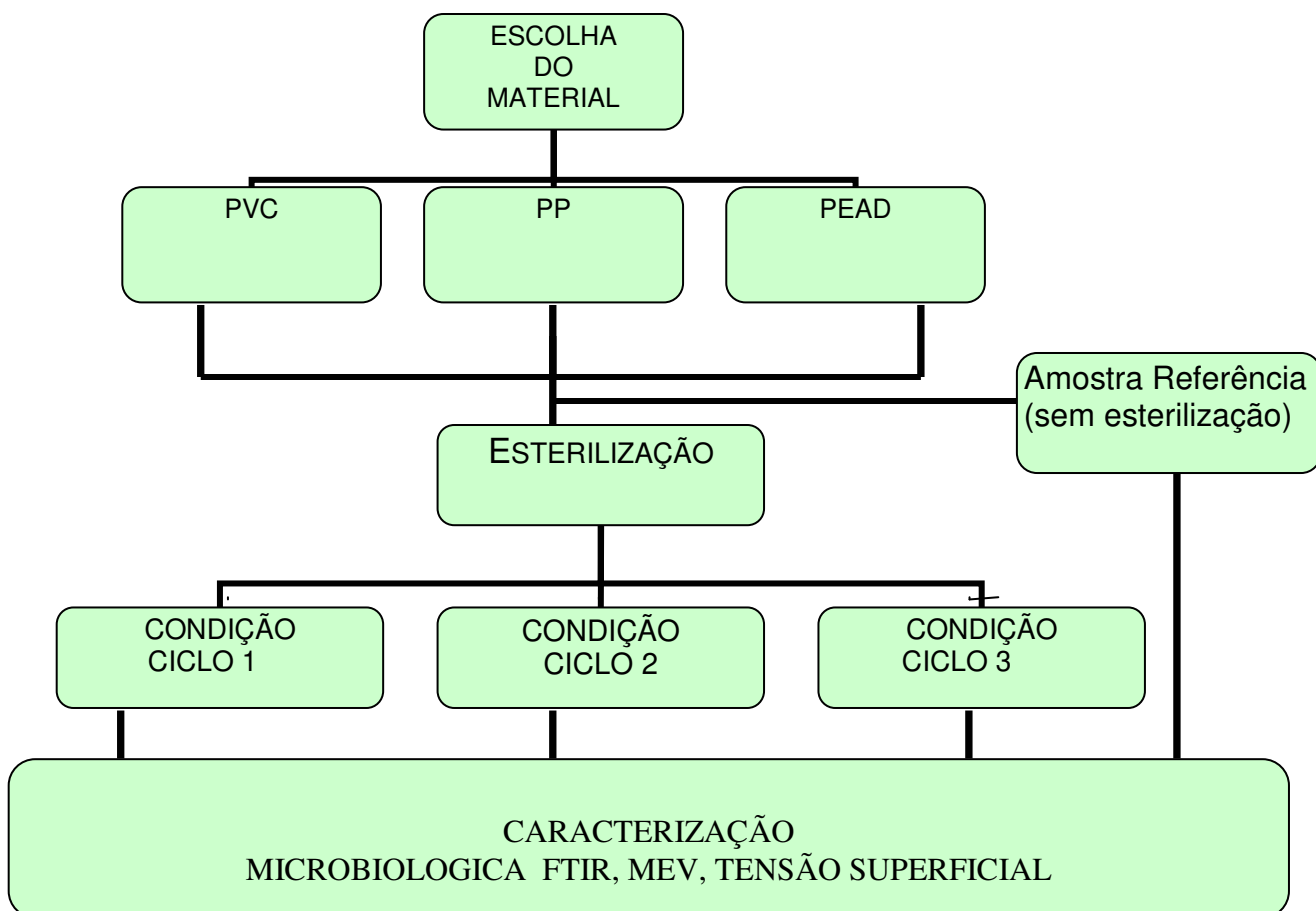 ESCOLHA
DO
MATERIAL
PVC
PP
PEAD
Amostra Referência
(sem esterilização)
ESTERILIZAÇÃO
CONDIÇÃO
CICLO 1
CONDIÇÃO
CICLO 2
CONDIÇÃO
CICLO 3
CARACTERIZAÇÃO
MICROBIOLOGICA FTIR, MEV, TENSÃO SUPERFICIAL